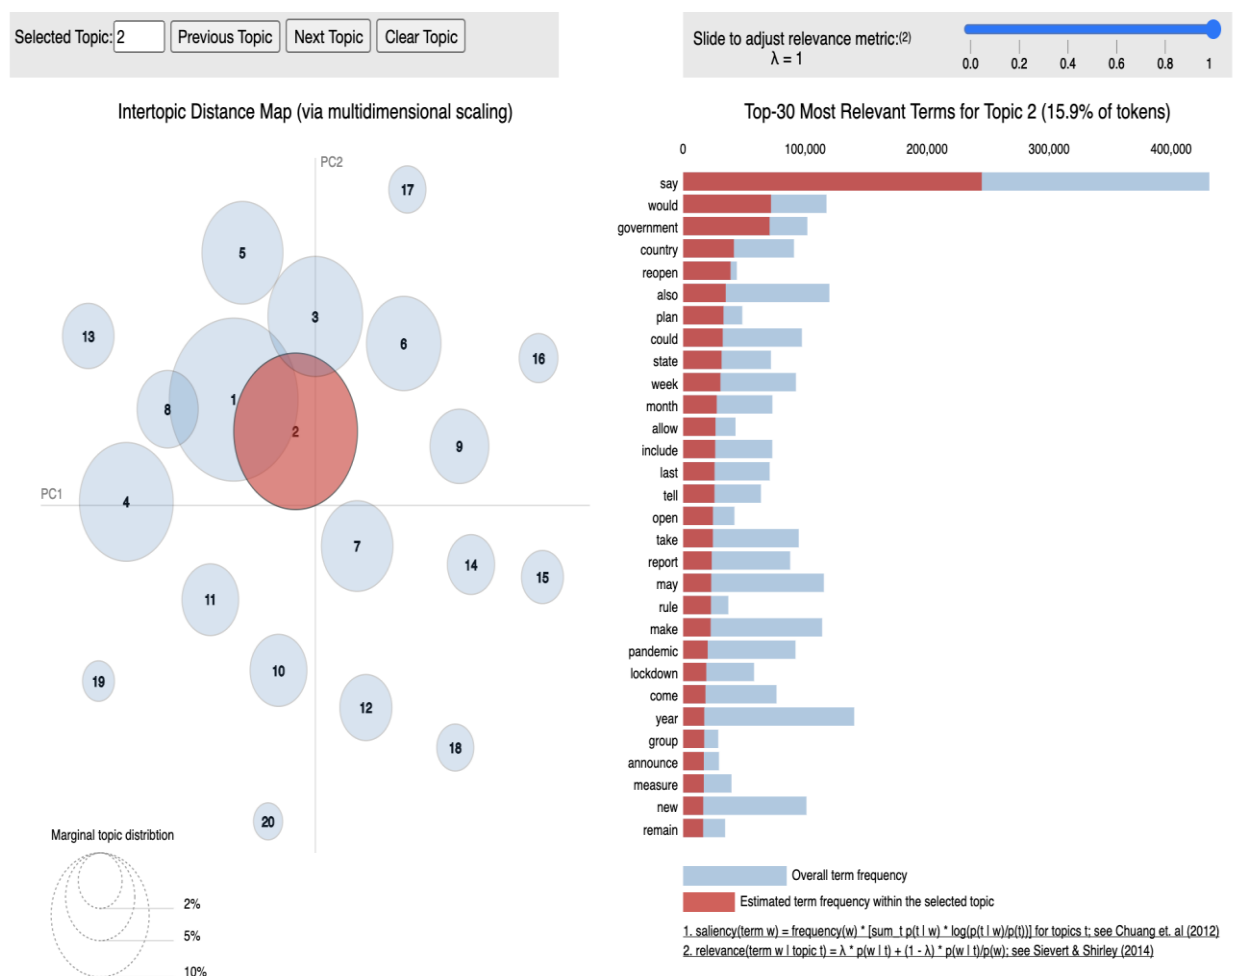 Selected Topic: 2 Previous Topic Next Topic Clear Topic
Slide to adjust relevance metric:(2)
λ = 1
0.0 0.2 0.4 0.6 0.8 1
Intertopic Distance Map (via multidimensional scaling)
PC2
PC1
17
5
3
6
13
16
1
8
2
9
4
7
14
15
11
10
19
12
18
20
Marginal topic distribtion
2%
5%
10%
Top-30 Most Relevant Terms for Topic 2 (15.9% of tokens)
0 100,000 200,000 300,000 400,000
say
would
government
country
reopen
also
plan
could
state
week
month
allow
include
last
tell
open
take
report
may
rule
make
pandemic
lockdown
come
year
group
announce
measure
new
remain
Overall term frequency
Estimated term frequency within the selected topic
1. saliency(term w) = frequency(w) * [sum_t p(t | w) * log(p(t | w)/p(t))] for topics t; see Chuang et. al (2012)
2. relevance(term w | topic t) = λ * p(w | t) + (1 - λ) * p(w | t)/p(w); see Sievert & Shirley (2014)